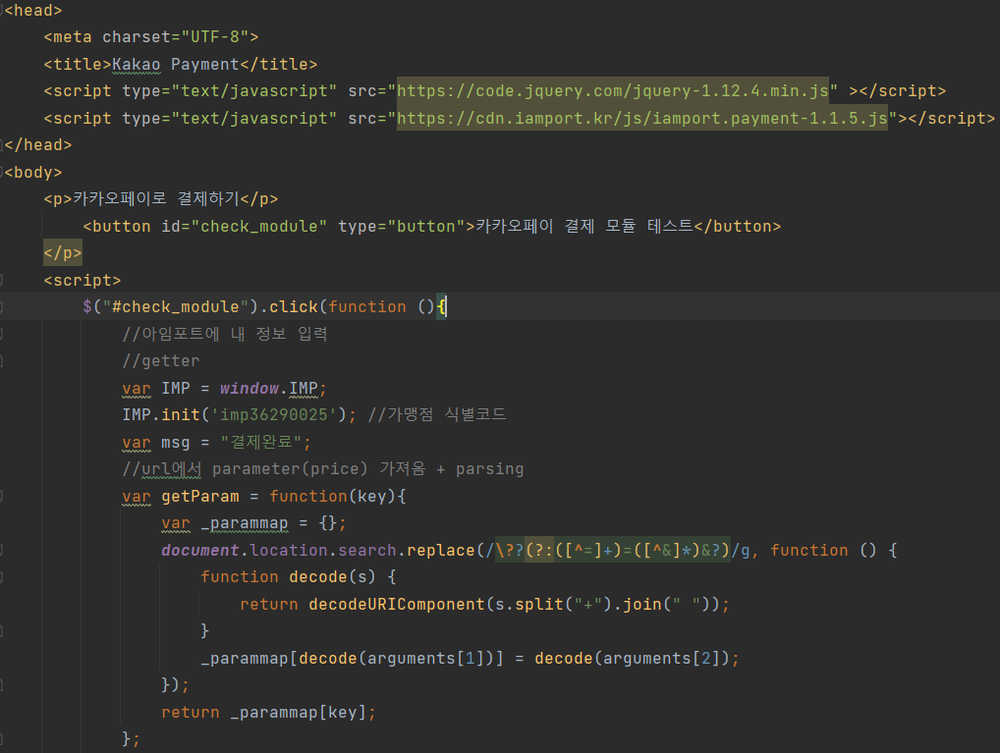 <head>
    <meta charset="UTF-8">
    <title>Kakao Payment</title>
    <script type="text/javascript" src="https://code.jquery.com/jquery-1.12.4.min.js" ></script>
    <script type="text/javascript" src="https://cdn.iamport.kr/js/iamport.payment-1.1.5.js"></script>
</head>
<body>
    <p>카카오페이로 결제하기</p>
        <button id="check_module" type="button">카카오페이 결제 모듈 테스트</button>
    </p>
    <script>
        $("#check_module").click(function (){
            //아임포트에 내 정보 입력
            //getter
            var IMP = window.IMP;
            IMP.init('imp36290025'); //가맹점 식별코드
            var msg = "결제완료";
            //url에서 parameter(price) 가져옴 + parsing
            var getParam = function(key){
                var _parammap = {};
                document.location.search.replace(/\??(?:([^=]+)=([^&]*)&?)/g, function () {
                    function decode(s) {
                        return decodeURIComponent(s.split("+").join(" "));
                    }
                    _parammap[decode(arguments[1])] = decode(arguments[2]);
                });
                return _parammap[key];
            };